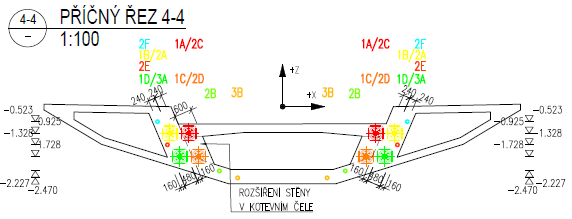 4-4
–
PŘÍČNÝ ŘEZ 4-4
1:100
2F
1A/2C
1B/2A
2E
1D/3A
1C/2D
2B
3B
+Z
+X
1A/2C
2F
1B/2A
2E
3B
2B
1C/2D
1D/3A
240
240
600
240
240
-0.523
-0.925
-1.328
-1.728
-2.227
-2.470
-0.523
-0.925
-1.328
-1.728
-2.227
-2.470
160
480
160
160
480
160
ROZŠÍŘENÍ STĚNY
V KOTEVNÍM ČELE